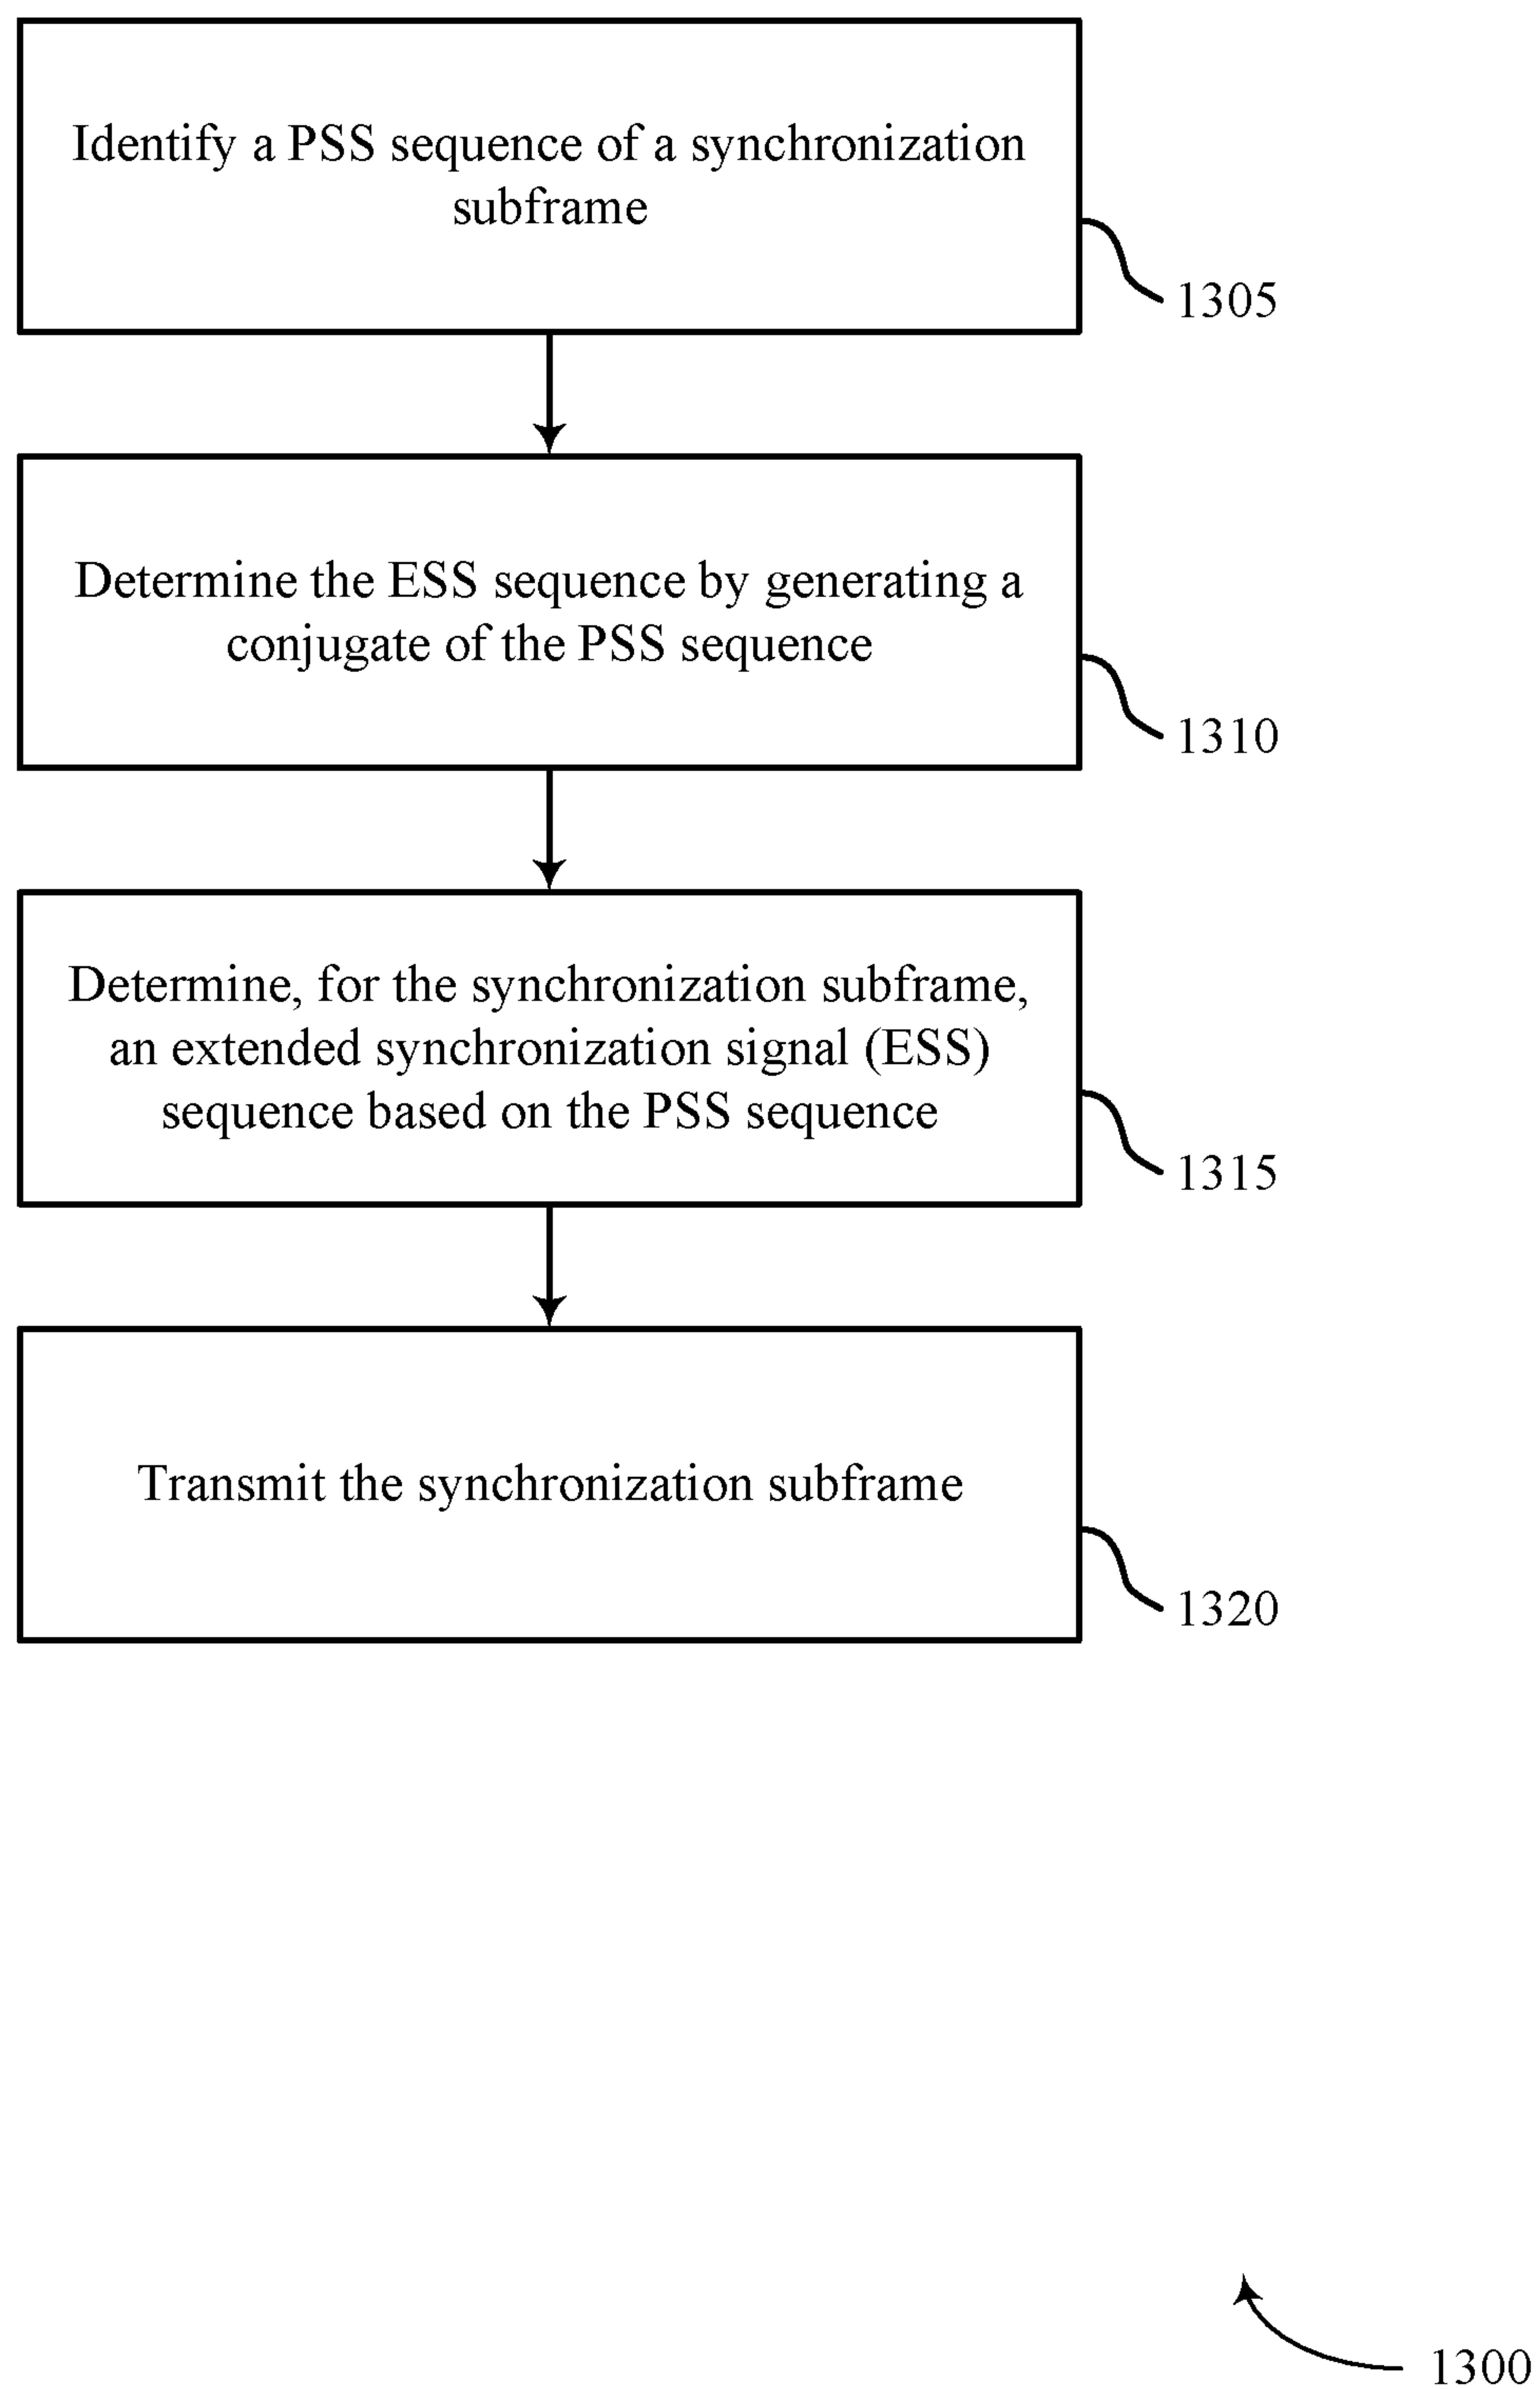 Identify a PSS sequence of a synchronization
subframe
1305
Determine the ESS sequence by generating a
conjugate of the PSS sequence
1310
Determine, for the synchronization subframe,
an extended synchronization signal (ESS)
sequence based on the PSS sequence
1315
Transmit the synchronization subframe
1320
1300